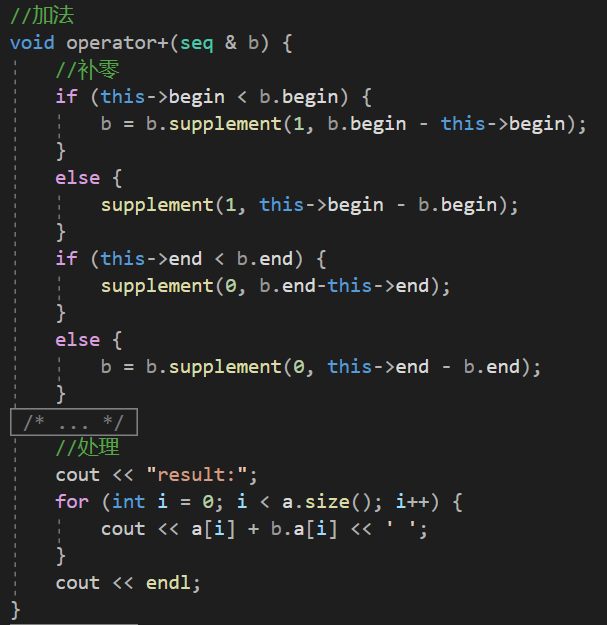 //加法
void operator+(seq & b) {
    //补零
    if (this->begin < b.begin) {
        b = b.supplement(1, b.begin - this->begin);
    }
    else {
        supplement(1, this->begin - b.begin);
    }
    if (this->end < b.end) {
        supplement(0, b.end-this->end);
    }
    else {
        b = b.supplement(0, this->end - b.end);
    }
/* ... */
    //处理
    cout << "result:";
    for (int i = 0; i < a.size(); i++) {
        cout << a[i] + b.a[i] << ' ';
    }
    cout << endl;
}